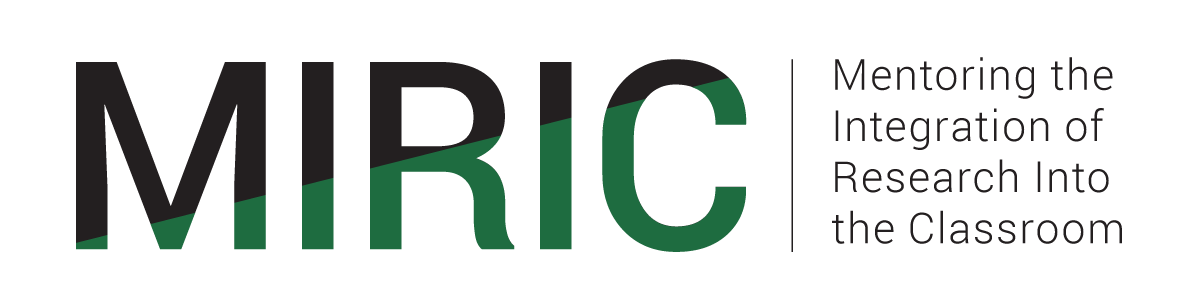 MIRIC
Mentoring the
Integration of
Research Into
the Classroom